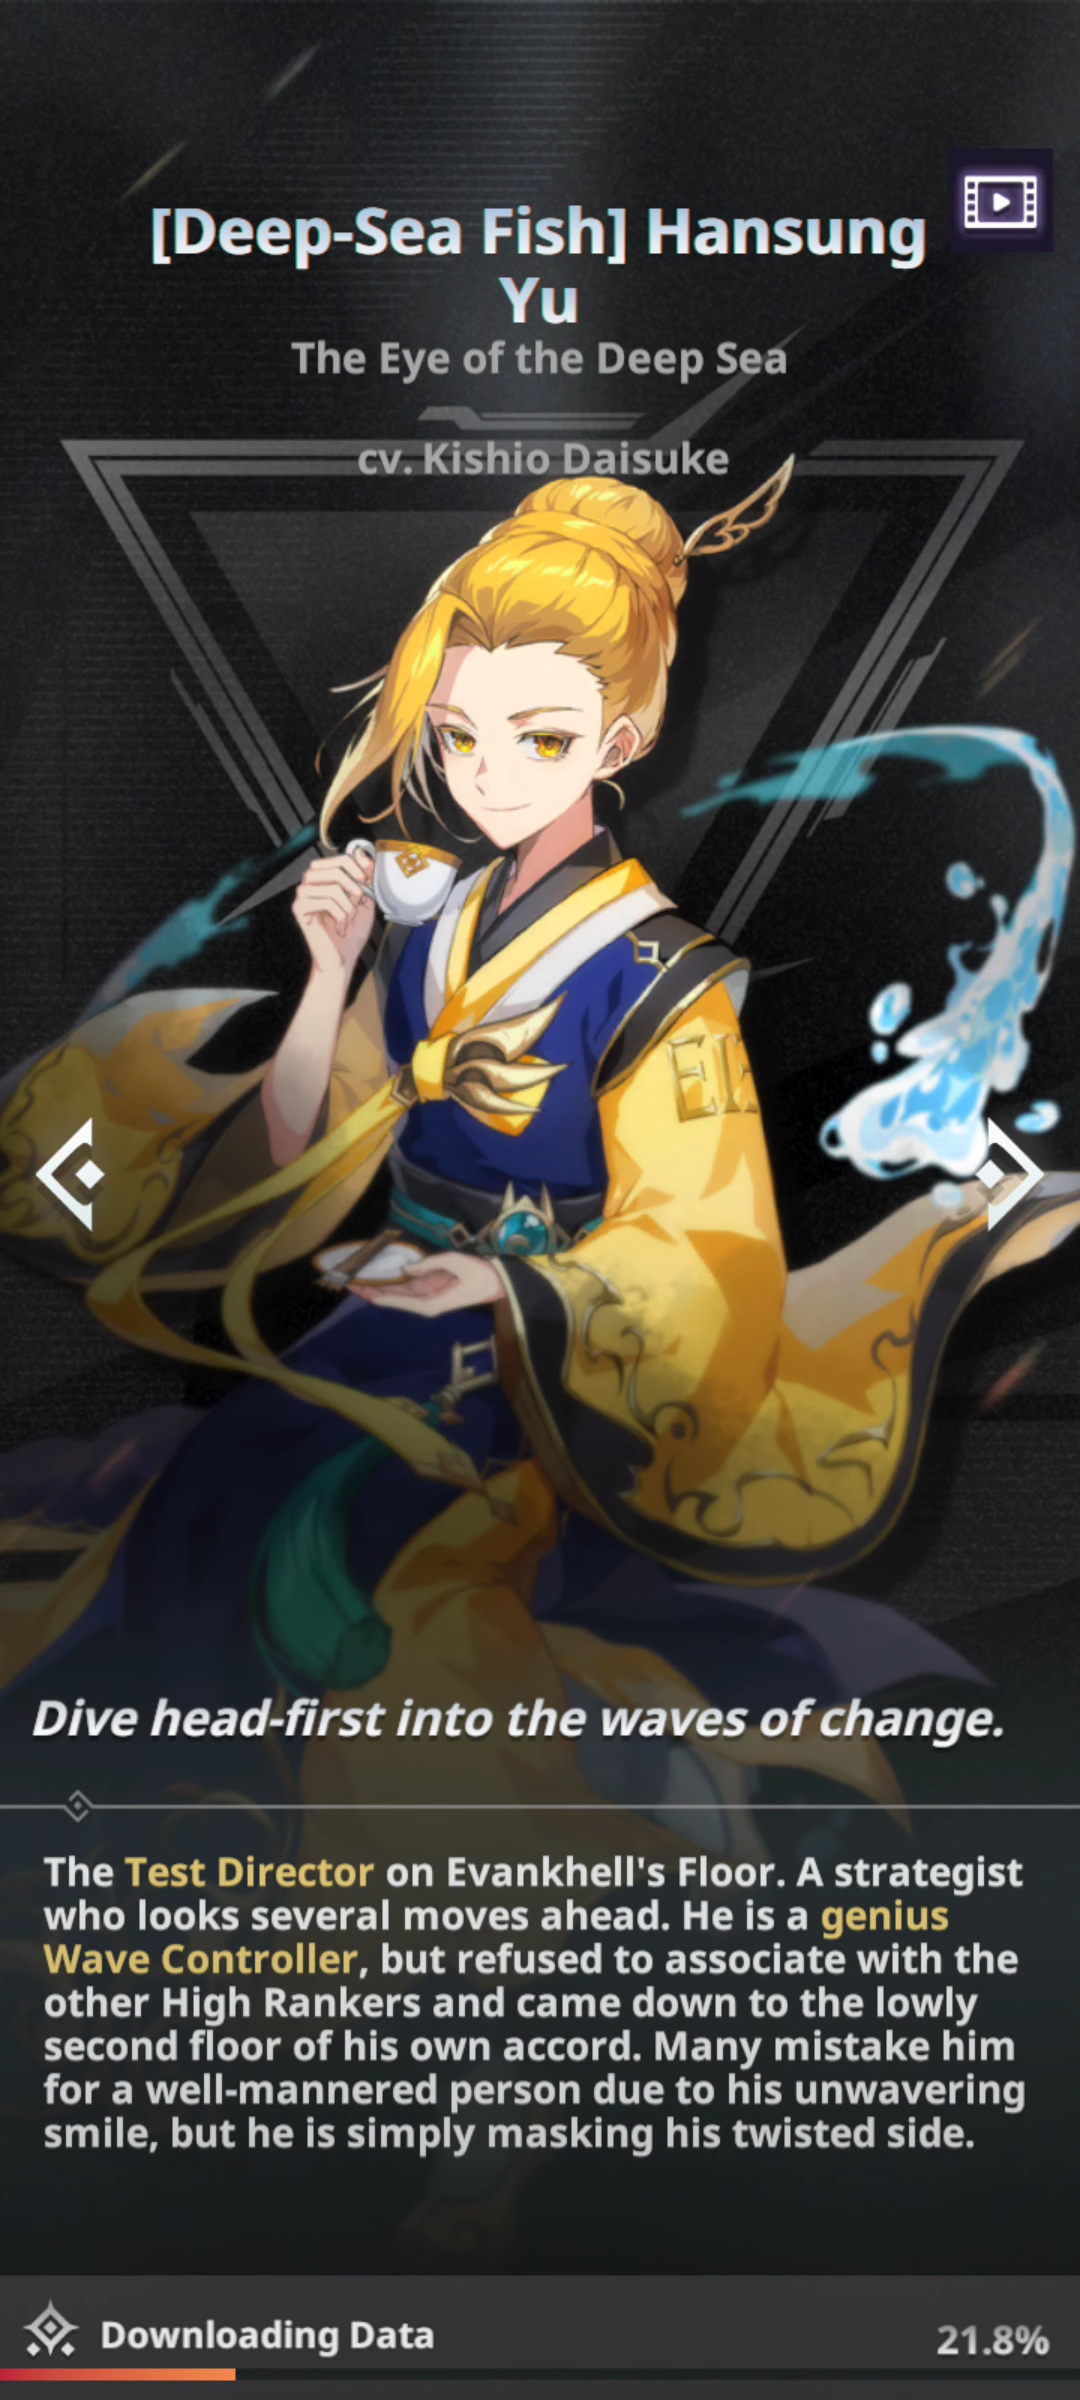 [Deep-Sea Fish] Hansung
Yu
The Eye of the Deep Sea
cv. Kishio Daisuke
Dive head-first into the waves of change.
The Test Director on Evankhell's Floor. A strategist
who looks several moves ahead. He is a genius
Wave Controller, but refused to associate with the
other High Rankers and came down to the lowly
second floor of his own accord. Many mistake him
for a well-mannered person due to his unwavering
smile, but he is simply masking his twisted side.
Downloading Data
21.8%